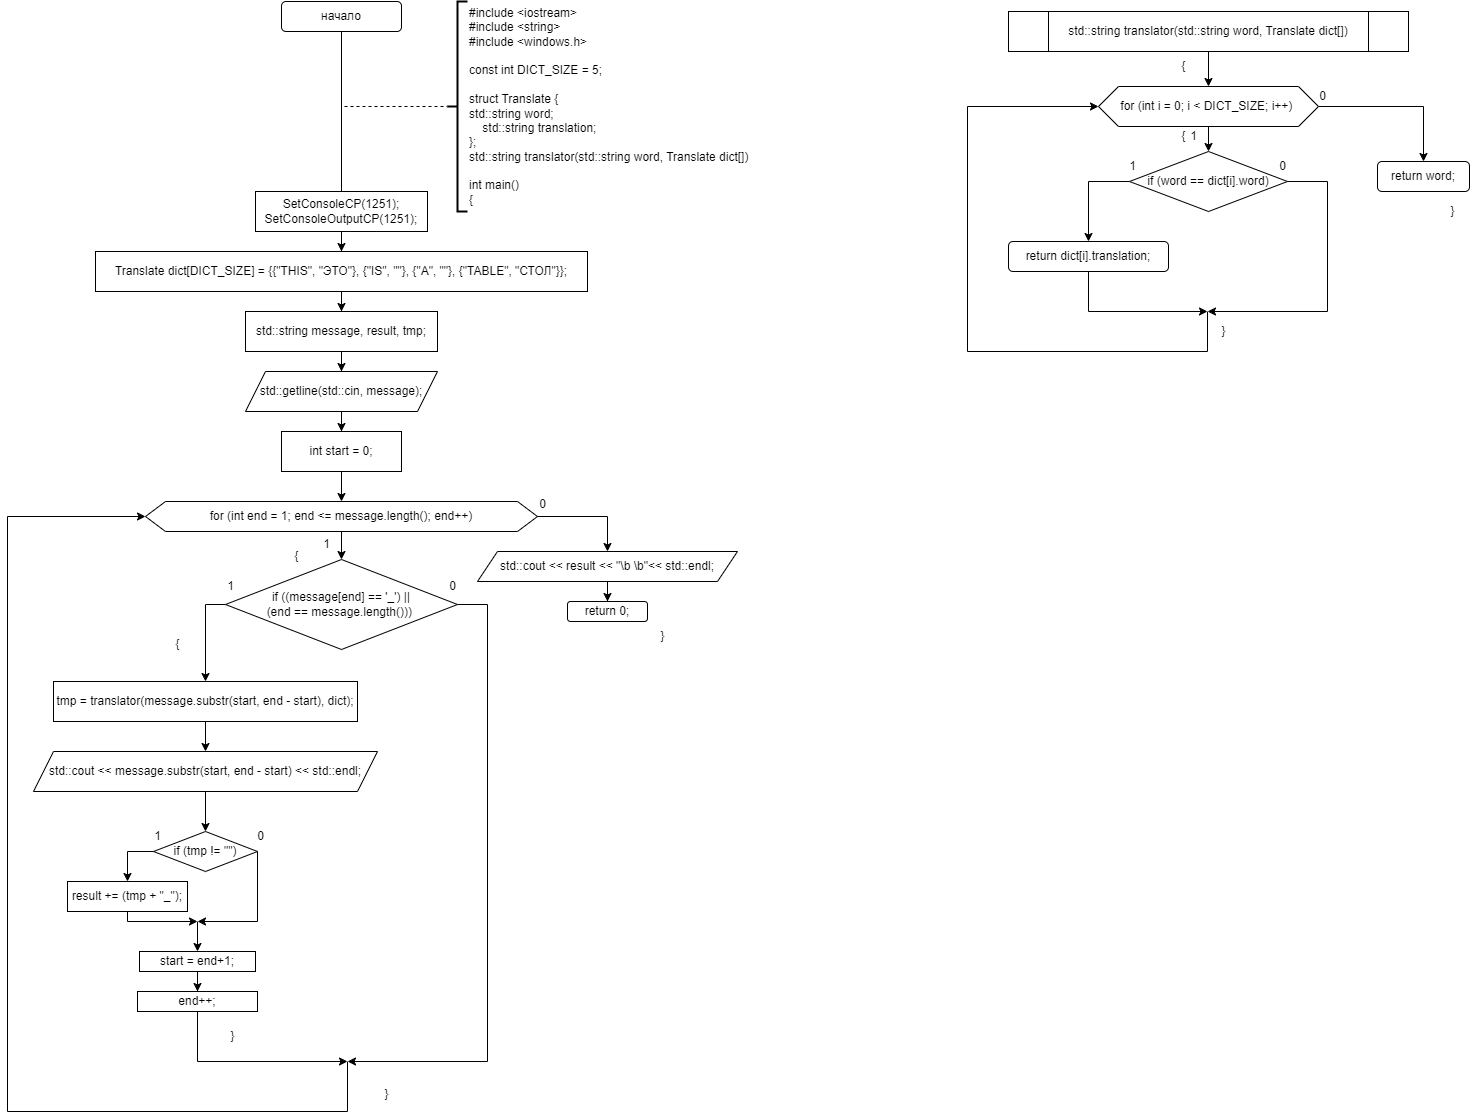 начало
#include <iostream>
#include <string>
#include <windows.h>
const int DICT_SIZE = 5;
struct Translate {
std::string word;
std::string translation;
};
std::string translator(std::string word, Translate dict[])
int main()
{
SetConsoleCP(1251);
SetConsoleOutputCP(1251);
Translate dict[DICT_SIZE] = {{"THIS", "ЭТО"}, {"IS", ""}, {"A", ""}, {"TABLE", "СТОЛ"}};
std::string message, result, tmp;
std::getline(std::cin, message);
int start = 0;
for (int end = 1; end <= message.length(); end++)
0
1
{
std::cout << result << "\b \b"<< std::endl;
return 0;
}
1
0
if ((message[end] == '_') ||
(end == message.length()))
{
tmp = translator(message.substr(start, end - start), dict);
std::cout << message.substr(start, end - start) << std::endl;
1
0
if (tmp != "")
result += (tmp + "_");
start = end+1;
end++;
}
}
std::string translator(std::string word, Translate dict[])
{
for (int i = 0; i < DICT_SIZE; i++)
0
{ 1
return word;
}
1
0
if (word == dict[i].word)
return dict[i].translation;
}